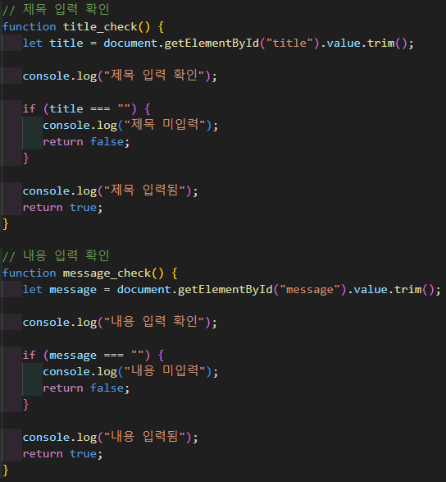 // 제목 입력 확인
function title_check() {
let title = document.getElementById("title").value.trim();
console.log("제목 입력 확인");
if (title === "") {
console.log("제목 미입력");
return false;
}
console.log("제목 입력됨");
return true;
}
// 내용 입력 확인
function message_check() {
let message = document.getElementById("message").value.trim();
console.log("내용 입력 확인");
if (message === "") {
console.log("내용 미입력");
return false;
}
console.log("내용 입력됨");
return true;
}